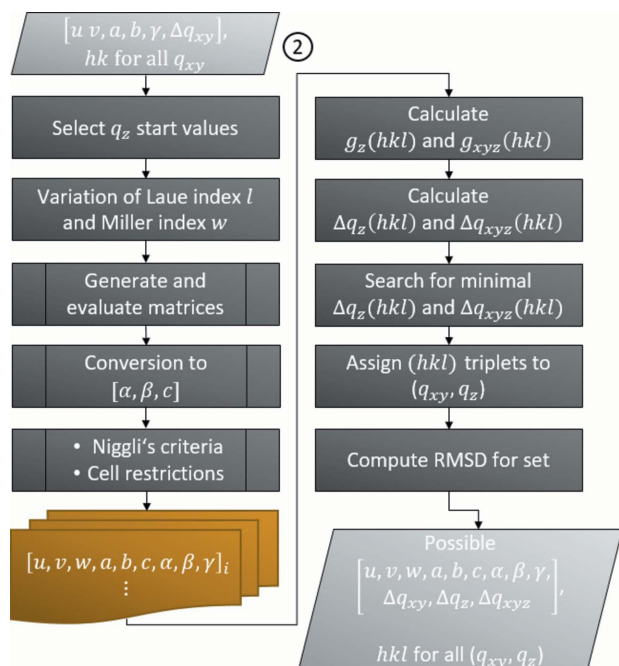 [u v, a, b, γ, Δq_xy],
hk for all q_xy
②
Select q_z start values
Variation of Laue index l
and Miller index w
Generate and
evaluate matrices
Conversion to
[α, β, c]
• Niggli‘s criteria
• Cell restrictions
[u, v, w, a, b, c, α, β, γ]_i
⋮
Calculate
g_z(hkl) and g_xyz(hkl)
Calculate
Δq_z(hkl) and Δq_xyz(hkl)
Search for minimal
Δq_z(hkl) and Δq_xyz(hkl)
Assign (hkl) triplets to
(q_xy, q_z)
Compute RMSD for set
Possible
[u, v, w, a, b, c, α, β, γ,
Δq_xy, Δq_z, Δq_xyz],
hkl for all (q_xy, q_z)